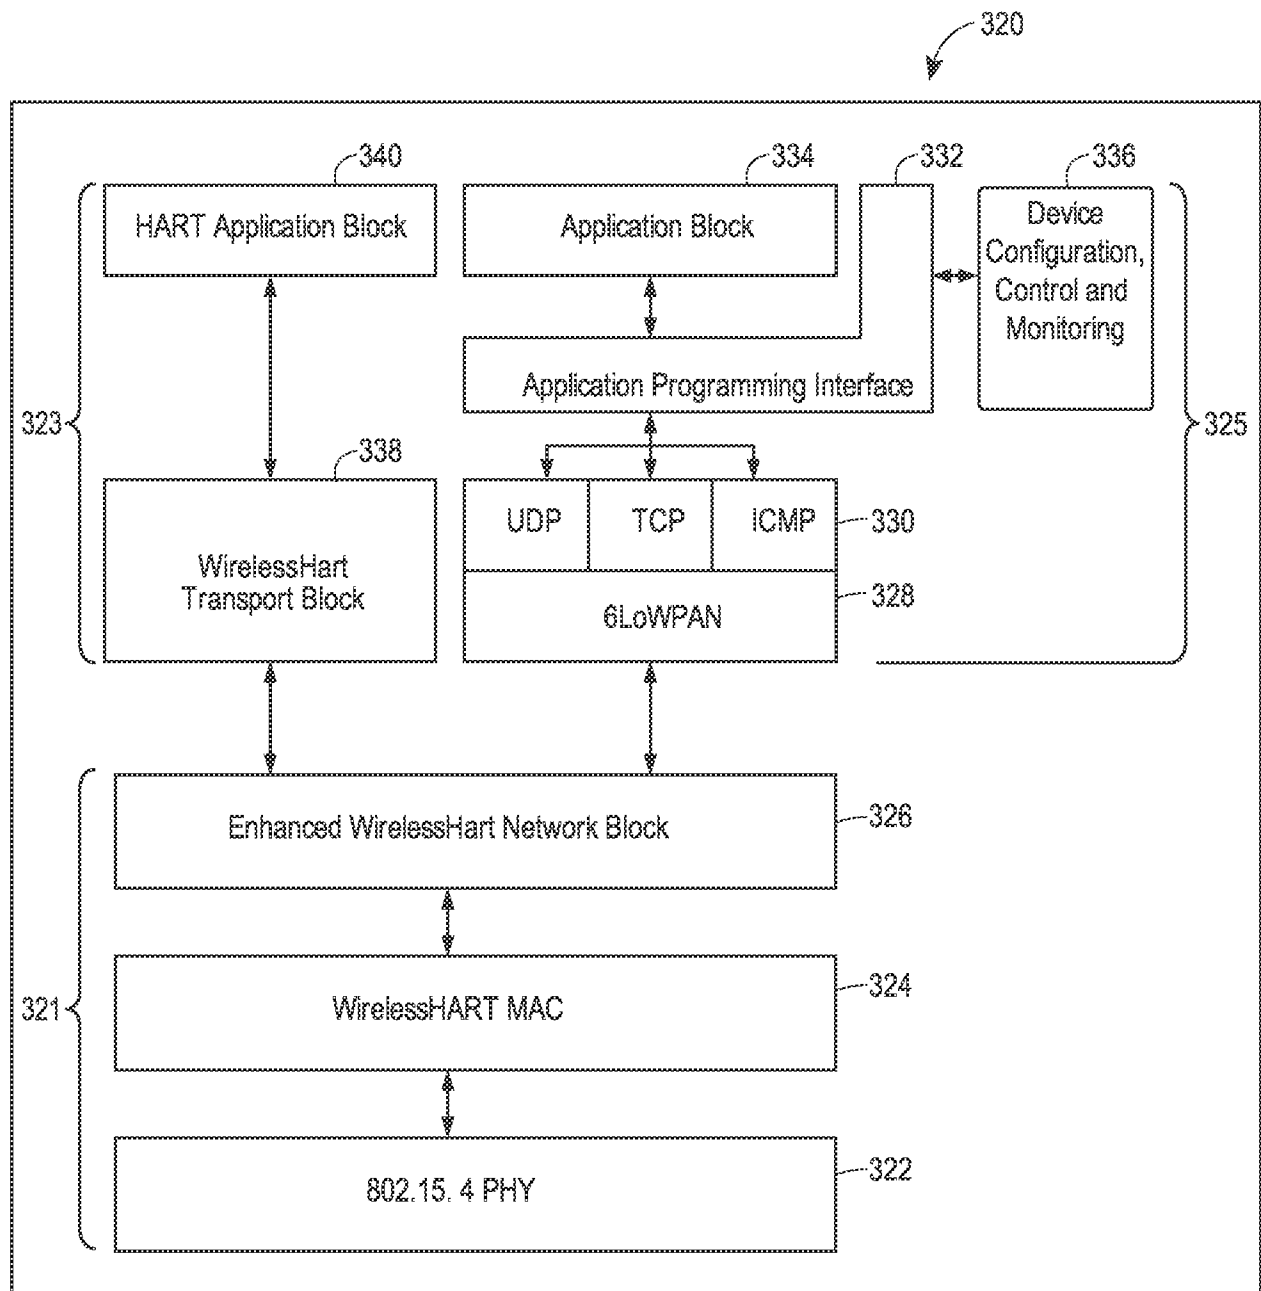 320
340
334
332
336
HART Application Block
Application Block
Device
Configuration,
Control and
Monitoring
Application Programming Interface
323
325
338
UDP
TCP
ICMP
330
WirelessHart
Transport Block
6LoWPAN
328
Enhanced WirelessHart Network Block
326
321
WirelessHART MAC
324
802.15. 4 PHY
322